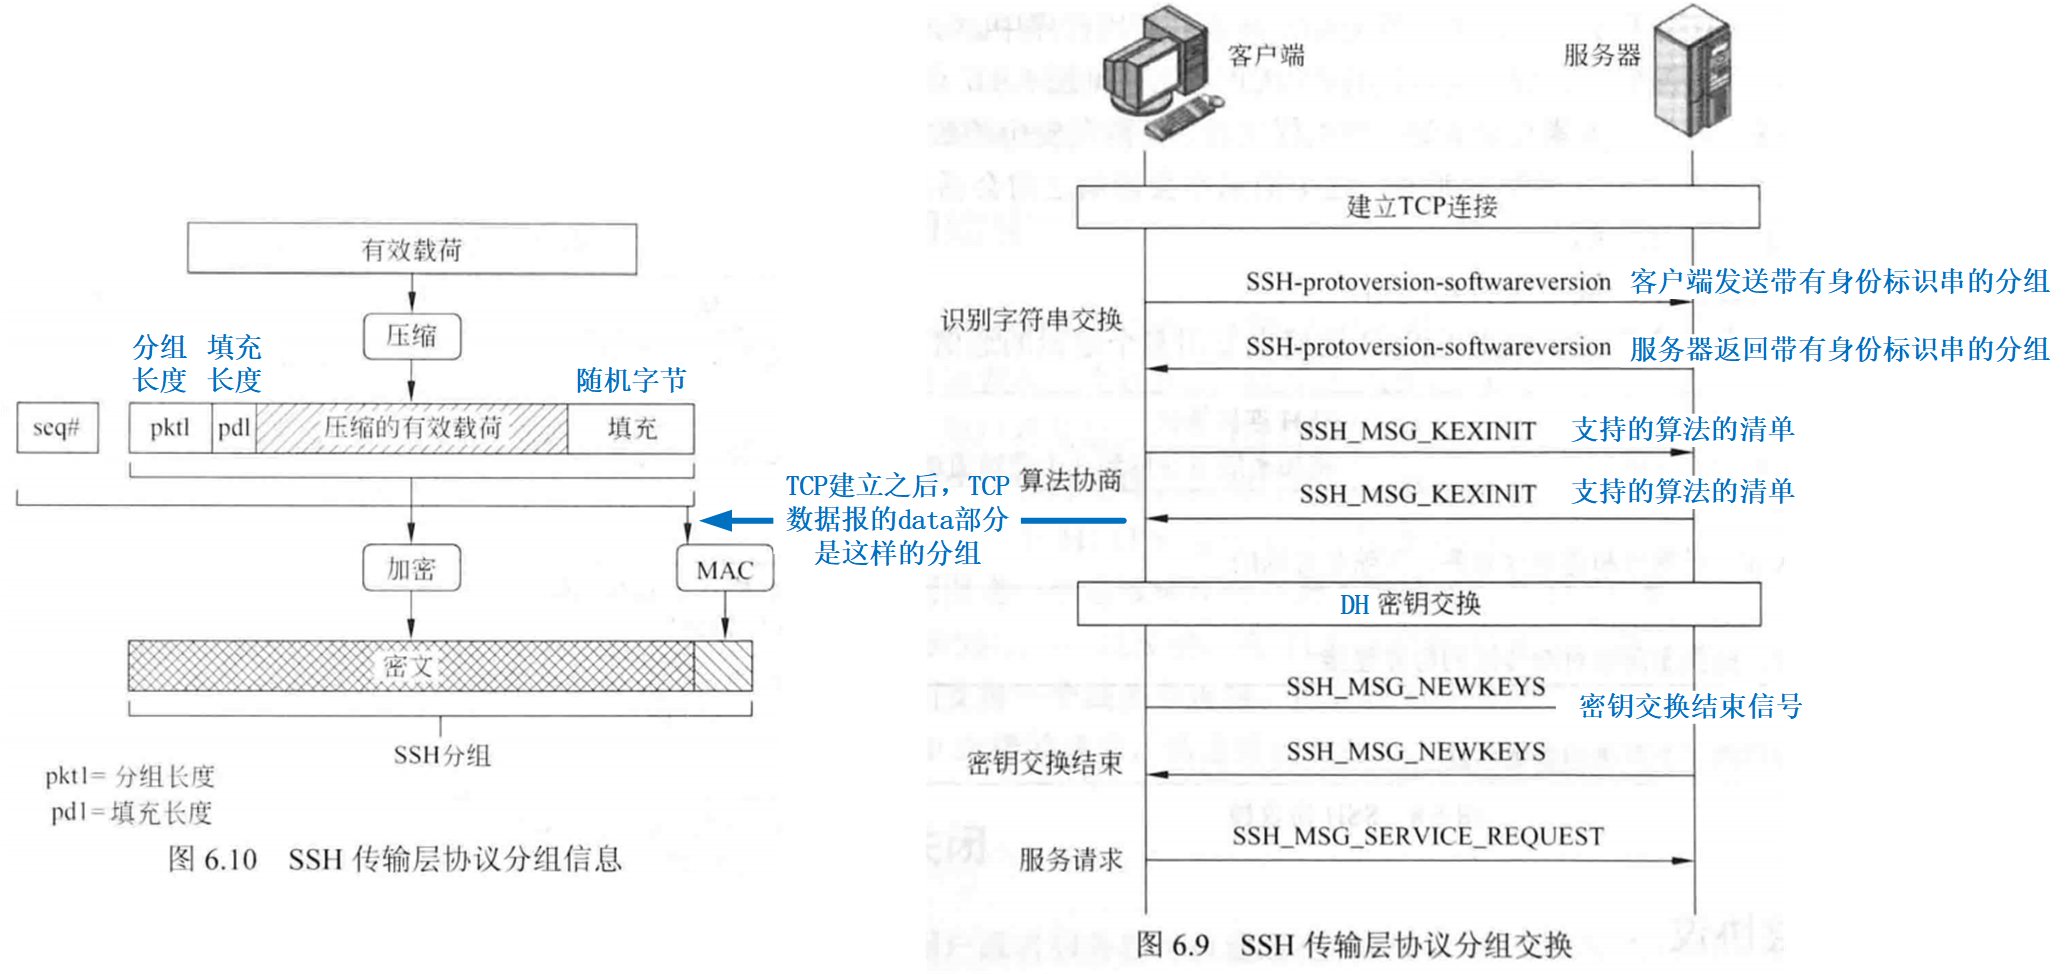 有效载荷
压缩
分组
长度
填充
长度
随机字节
seq#
pktl
pdl
压缩的有效载荷
填充
加密
MAC
密文
SSH分组
pktl= 分组长度
pdl=填充长度
图 6.10 SSH 传输层协议分组信息
TCP建立之后，TCP
数据报的data部分
是这样的分组
客户端
服务器
建立TCP连接
SSH-protoversion-softwareversion
客户端发送带有身份标识串的分组
识别字符串交换
SSH-protoversion-softwareversion
服务器返回带有身份标识串的分组
SSH_MSG_KEXINIT
支持的算法的清单
算法协商
SSH_MSG_KEXINIT
支持的算法的清单
DH 密钥交换
SSH_MSG_NEWKEYS
密钥交换结束信号
SSH_MSG_NEWKEYS
密钥交换结束
SSH_MSG_SERVICE_REQUEST
服务请求
图 6.9 SSH 传输层协议分组交换